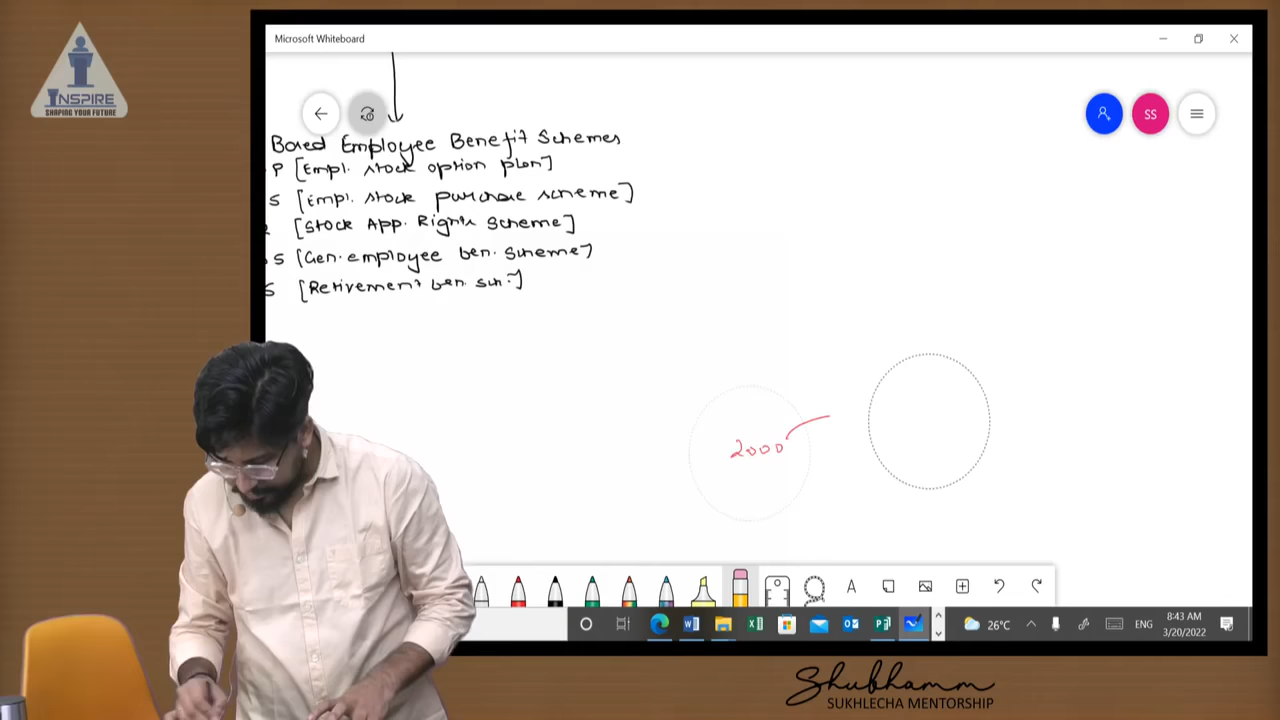 INSPIRE
SHAPING YOUR FUTURE
Microsoft Whiteboard
SS
Based Employee Benefit Schemes
P [Empl. stock option plan]
S [Empl. stock purchase scheme]
[Stock App. Rights Scheme]
S [Gen. employee ben. scheme]
S [Retirement ben. sch.]
2000
A
26°C
ENG
8:43 AM
3/20/2022
Shubhamm
SUKHLECHA MENTORSHIP